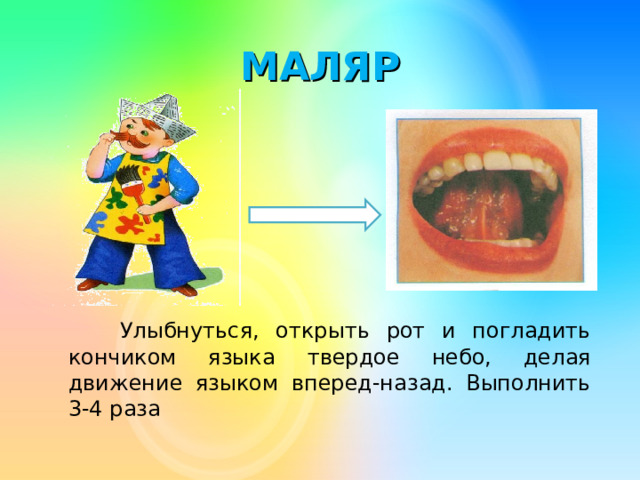 МАЛЯР
Улыбнуться, открыть рот и погладить
кончиком языка твердое небо, делая
движение языком вперед-назад. Выполнить
3-4 раза